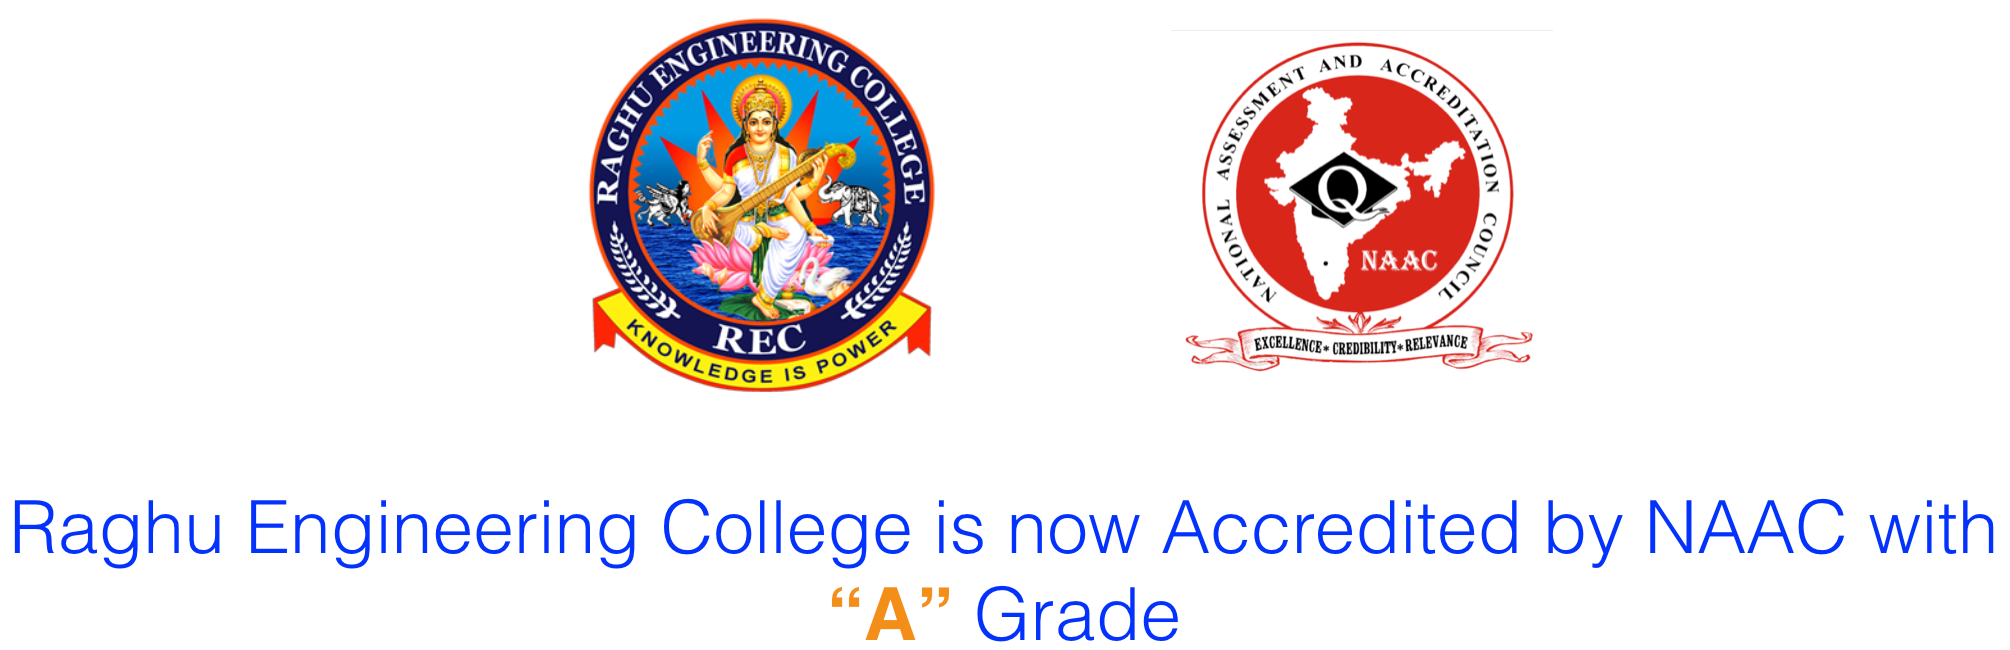 RAGHU ENGINEERING COLLEGE
REC
KNOWLEDGE IS POWER
NATIONAL ASSESSMENT AND ACCREDITATION COUNCIL
Q
NAAC
EXCELLENCE * CREDIBILITY * RELEVANCE
Raghu Engineering College is now Accredited by NAAC with
“A” Grade